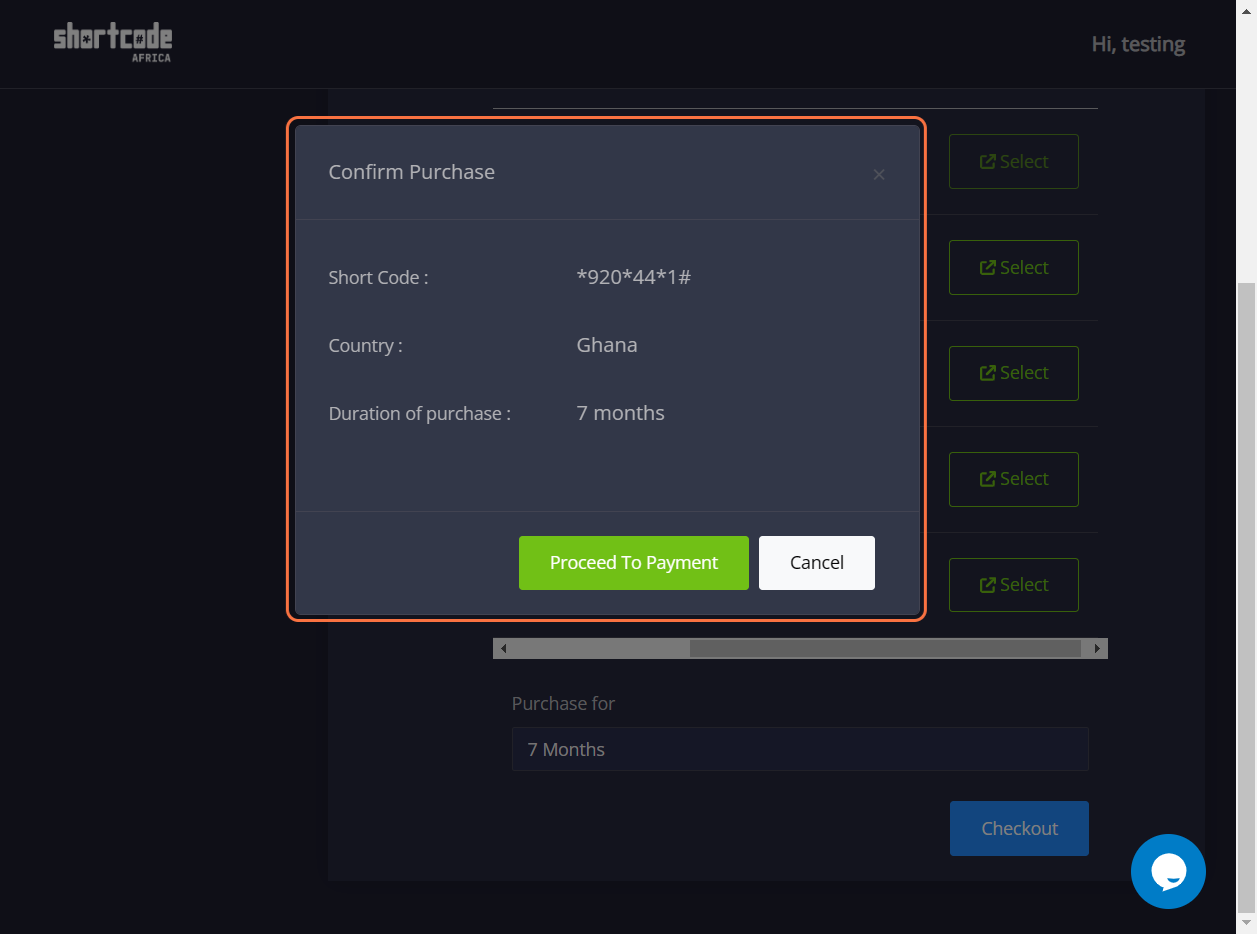 shortcode
AFRICA
Hi, testing
Confirm Purchase
×
Short Code : *920*44*1#
Country : Ghana
Duration of purchase : 7 months
Proceed To Payment Cancel
Select
Select
Select
Select
Select
Purchase for
7 Months
Checkout